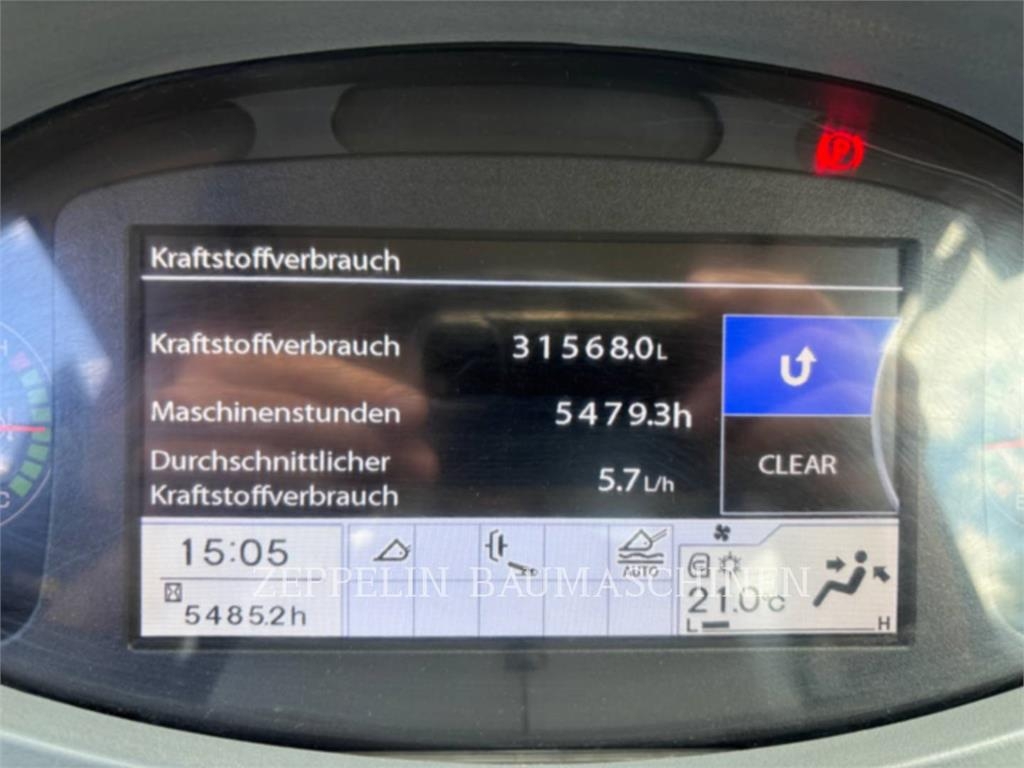 Kraftstoffverbrauch
Kraftstoffverbrauch 31568.0L
Maschinenstunden 5479.3h
Durchschnittlicher
Kraftstoffverbrauch 5.7L/h
CLEAR
15:05
5485.2h
AUTO
21.0°C
L H
ZEPPELIN BAUMASCHINEN
P
H
C